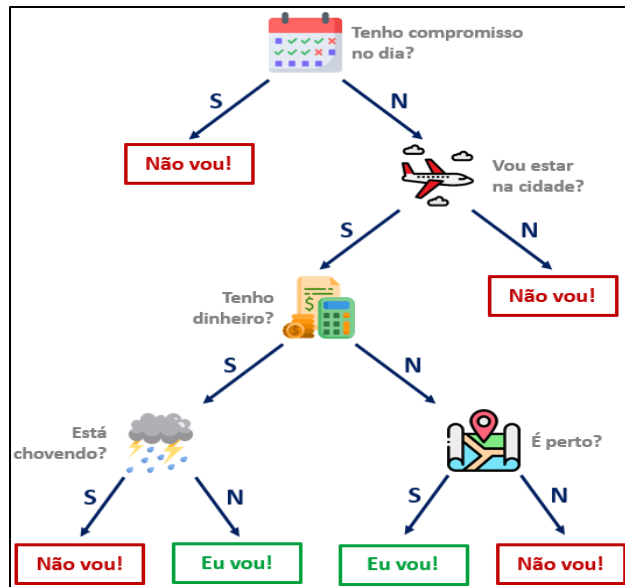 Tenho compromisso
no dia?
S
N
Não vou!
Vou estar
na cidade?
S
N
Tenho
dinheiro?
$
Não vou!
S
N
Está
chovendo?
É perto?
S
N
S
N
Não vou!
Eu vou!
Eu vou!
Não vou!